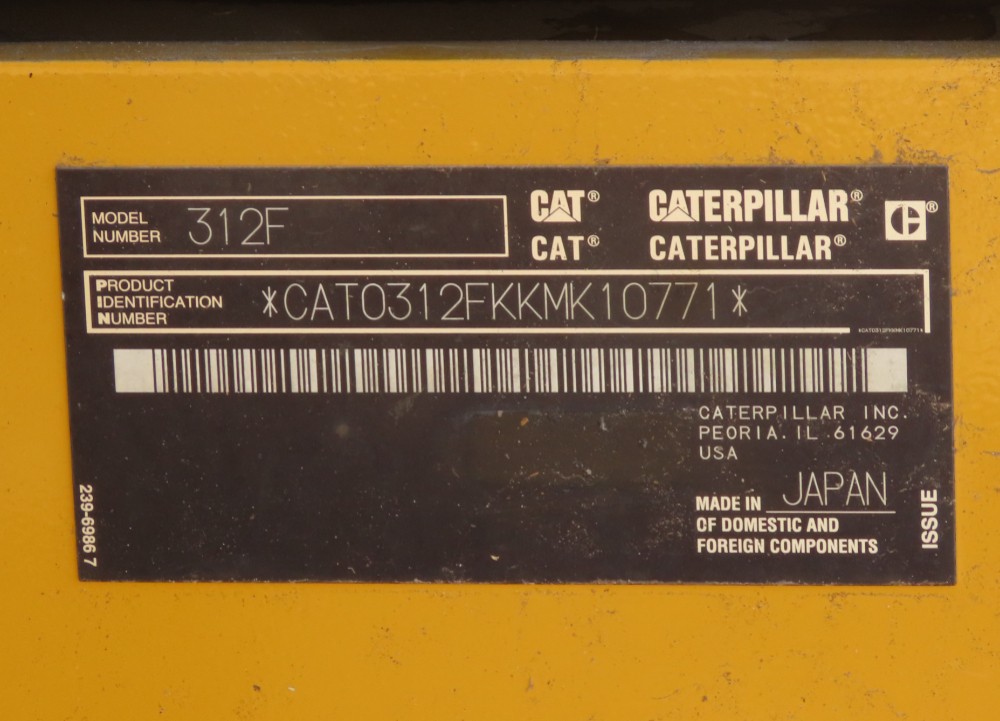 MODEL
NUMBER 312F
CAT® CATERPILLAR® ®
CAT® CATERPILLAR®
PRODUCT
IDENTIFICATION
NUMBER
*CAT0312FKKMK10771*
*CAT0312FKKMK10771*
CATERPILLAR INC.
PEORIA. IL 61629
USA
MADE IN JAPAN
OF DOMESTIC AND
FOREIGN COMPONENTS
ISSUE
239-6986 7